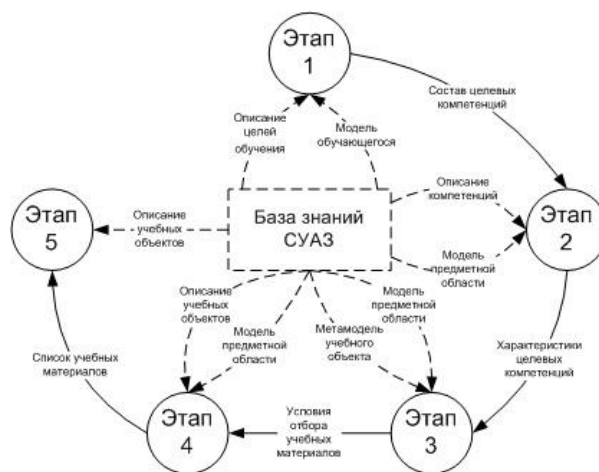 Этап
1
Состав целевых
компетенций
Описание
целей
обучения
Модель
обучающегося
Этап
5
Описание
учебных
объектов
База знаний
СУАЗ
Описание
компетенций
Этап
2
Модель
предметной
области
Описание
учебных
объектов
Модель
предметной
области
Метамодель
учебного
объекта
Модель
предметной
области
Список учебных
материалов
Характеристики
целевых
компетенций
Этап
4
Условия
отбора
учебных
материалов
Этап
3